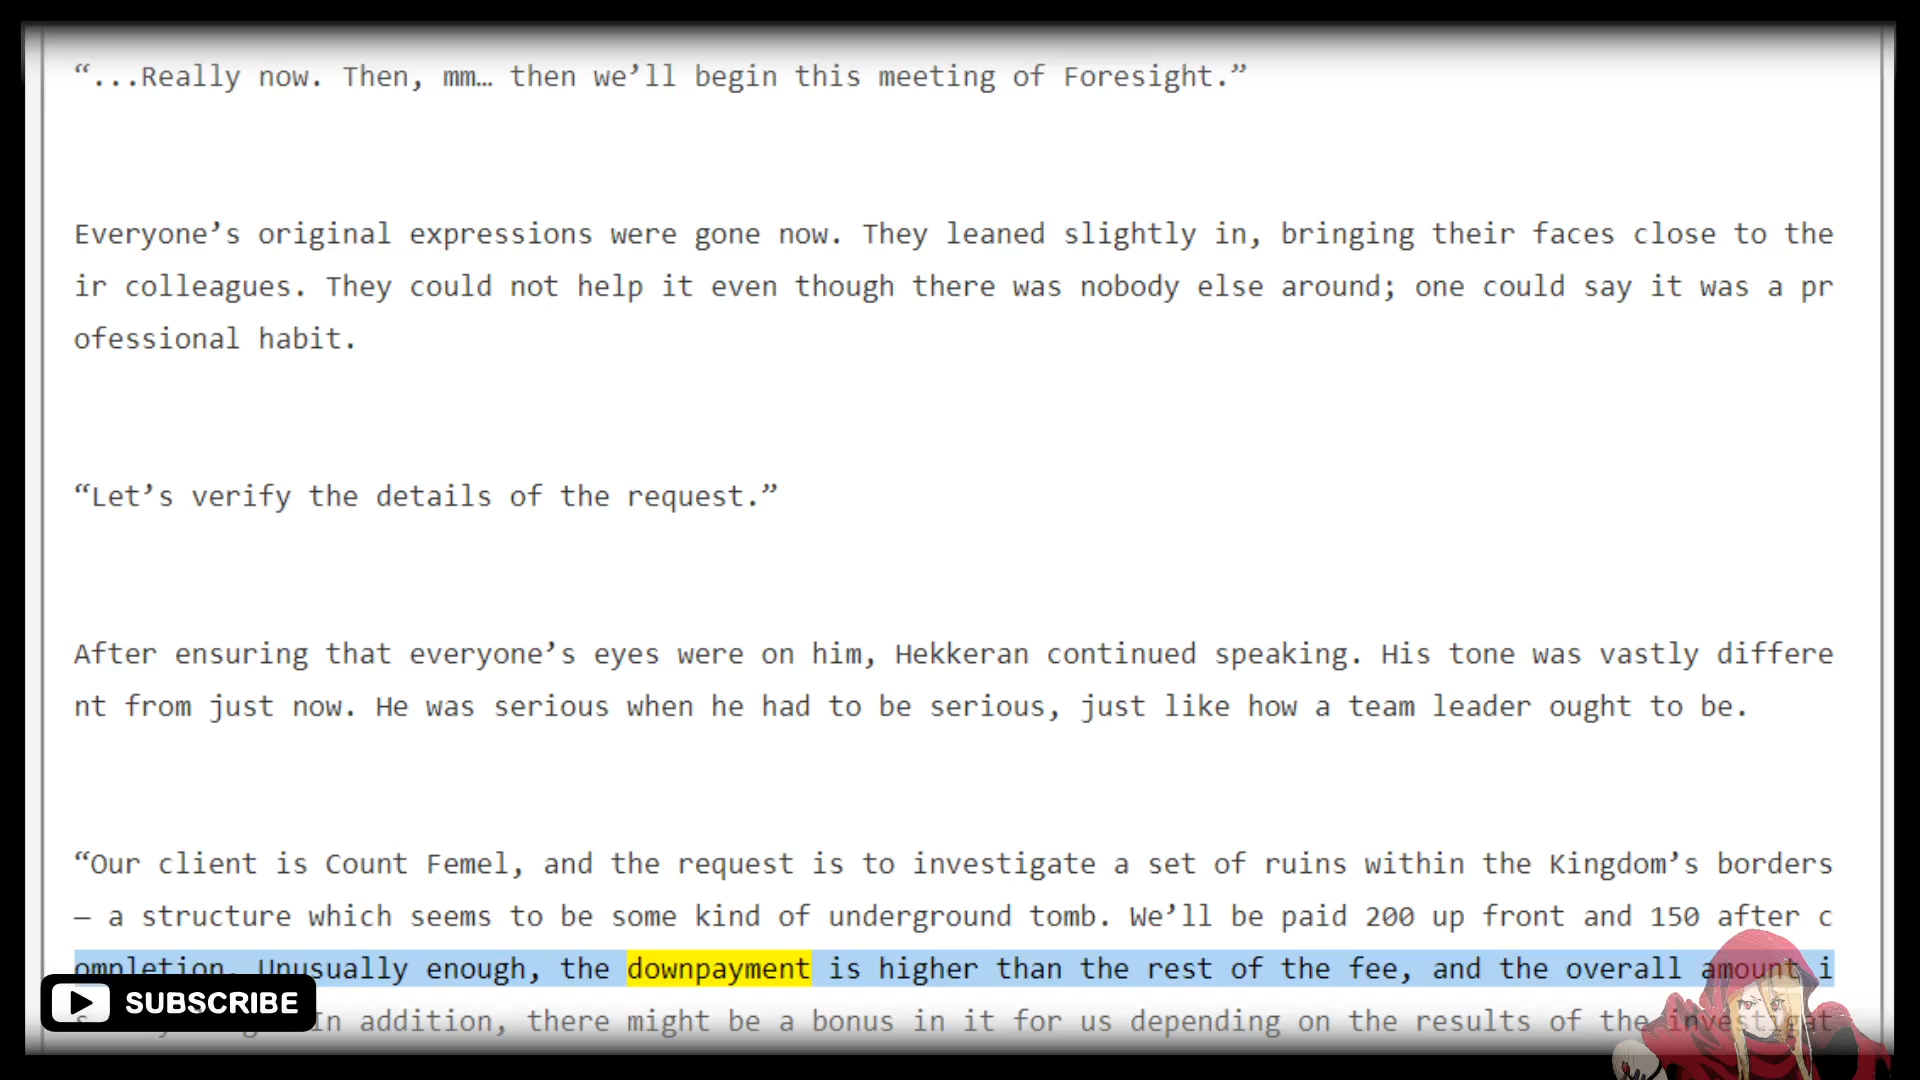 “...Really now. Then, mm… then we’ll begin this meeting of Foresight.”
Everyone’s original expressions were gone now. They leaned slightly in, bringing their faces close to the
ir colleagues. They could not help it even though there was nobody else around; one could say it was a pr
ofessional habit.
“Let’s verify the details of the request.”
After ensuring that everyone’s eyes were on him, Hekkeran continued speaking. His tone was vastly differe
nt from just now. He was serious when he had to be serious, just like how a team leader ought to be.
“Our client is Count Femel, and the request is to investigate a set of ruins within the Kingdom’s borders
— a structure which seems to be some kind of underground tomb. We’ll be paid 200 up front and 150 after c
ompletion. Unusually enough, the downpayment is higher than the rest of the fee, and the overall amount i
In addition, there might be a bonus in it for us depending on the results of the investigat
SUBSCRIBE